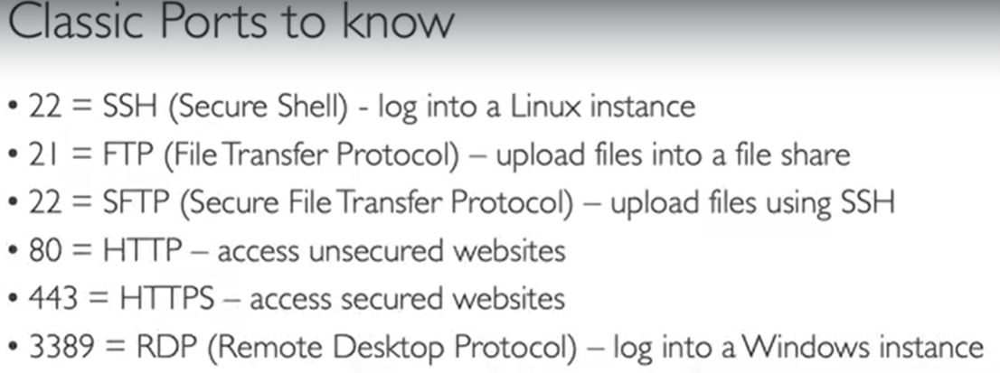 Classic Ports to know
• 22 = SSH (Secure Shell) - log into a Linux instance
• 21 = FTP (File Transfer Protocol) – upload files into a file share
• 22 = SFTP (Secure File Transfer Protocol) – upload files using SSH
• 80 = HTTP – access unsecured websites
• 443 = HTTPS – access secured websites
• 3389 = RDP (Remote Desktop Protocol) – log into a Windows instance